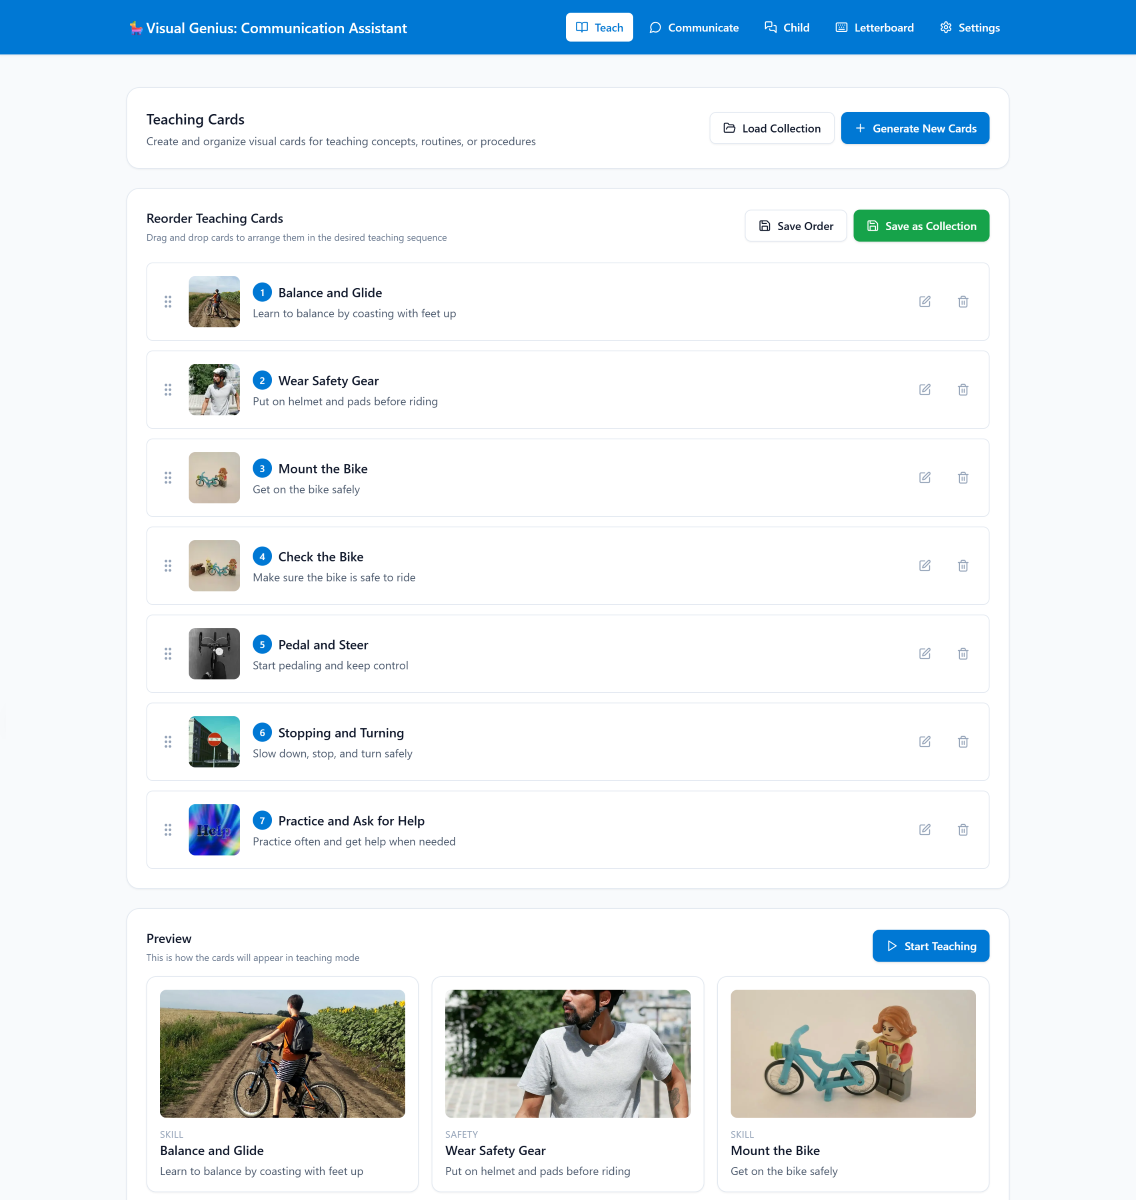 Visual Genius: Communication Assistant
Teach
Communicate
Child
Letterboard
Settings
Teaching Cards
Create and organize visual cards for teaching concepts, routines, or procedures
Load Collection
Generate New Cards
Reorder Teaching Cards
Drag and drop cards to arrange them in the desired teaching sequence
Save Order
Save as Collection
1 Balance and Glide
Learn to balance by coasting with feet up
2 Wear Safety Gear
Put on helmet and pads before riding
3 Mount the Bike
Get on the bike safely
4 Check the Bike
Make sure the bike is safe to ride
5 Pedal and Steer
Start pedaling and keep control
6 Stopping and Turning
Slow down, stop, and turn safely
Help
7 Practice and Ask for Help
Practice often and get help when needed
Preview
This is how the cards will appear in teaching mode
Start Teaching
SKILL
Balance and Glide
Learn to balance by coasting with feet up
SAFETY
Wear Safety Gear
Put on helmet and pads before riding
SKILL
Mount the Bike
Get on the bike safely